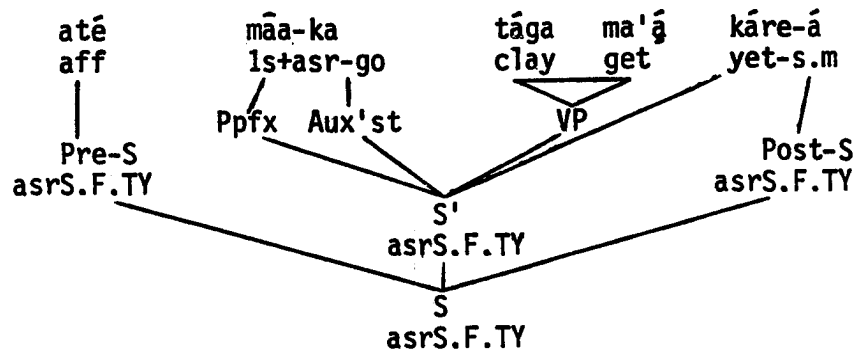 até mãa-ka tága ma'á̧ káre-á
aff 1s+asr-go clay get yet-s.m
Ppfx Aux'st VP
Pre-S Post-S
asrS.F.TY asrS.F.TY
S'
asrS.F.TY
S
asrS.F.TY